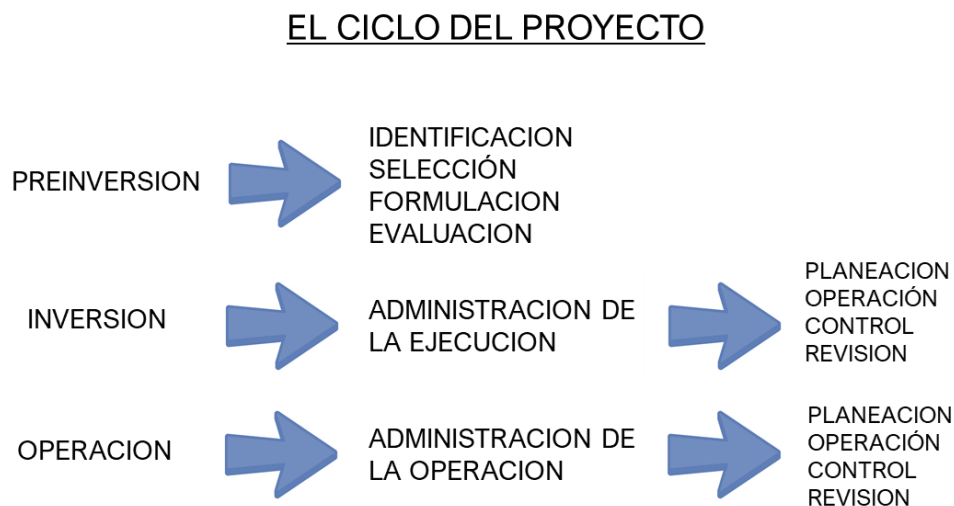 EL CICLO DEL PROYECTO
PREINVERSION
IDENTIFICACION
SELECCIÓN
FORMULACION
EVALUACION
INVERSION
ADMINISTRACION DE
LA EJECUCION
PLANEACION
OPERACIÓN
CONTROL
REVISION
OPERACION
ADMINISTRACION DE
LA OPERACION
PLANEACION
OPERACIÓN
CONTROL
REVISION